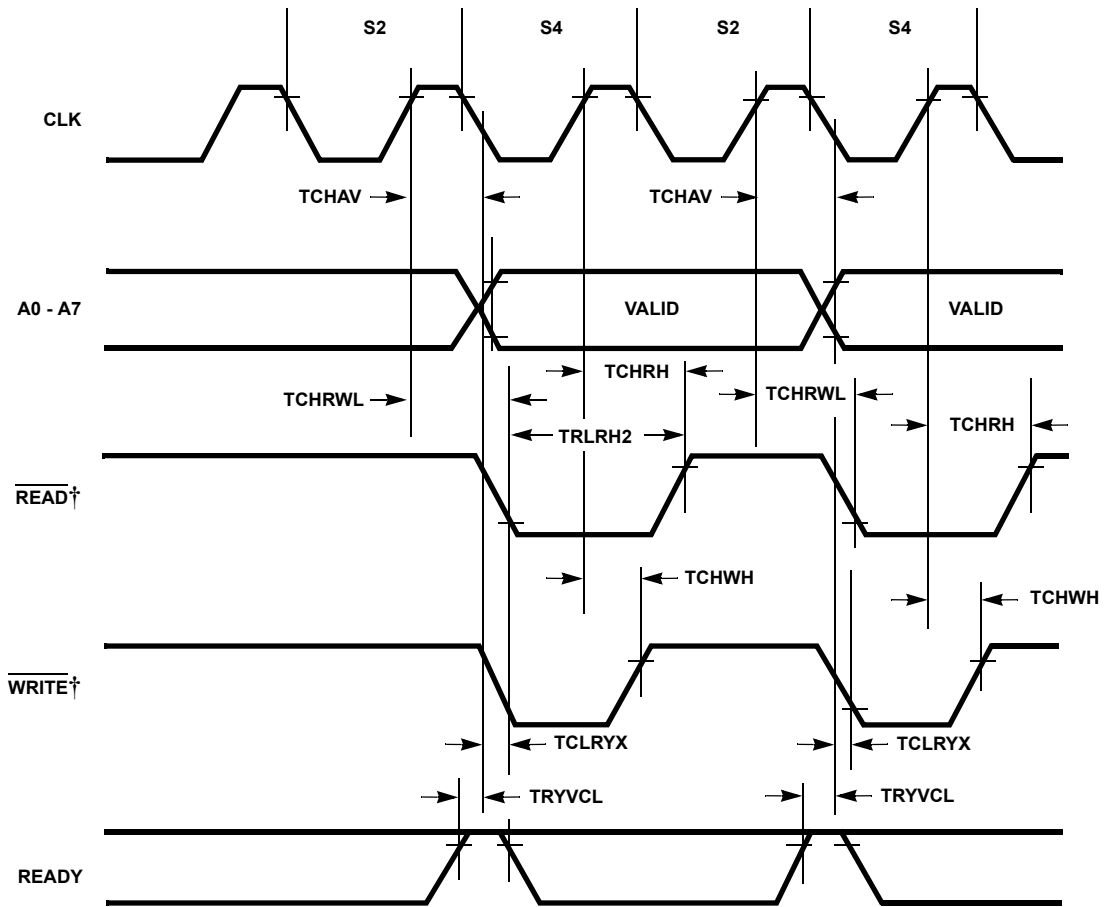 S2 S4 S2 S4
CLK
TCHAV TCHAV
A0 - A7 VALID VALID
TCHRH
TCHRWL TCHRWL
TCHRH
TRLRH2
READ†
TCHWH
TCHWH
WRITE†
TCLRYX TCLRYX
TRYVCL TRYVCL
READY